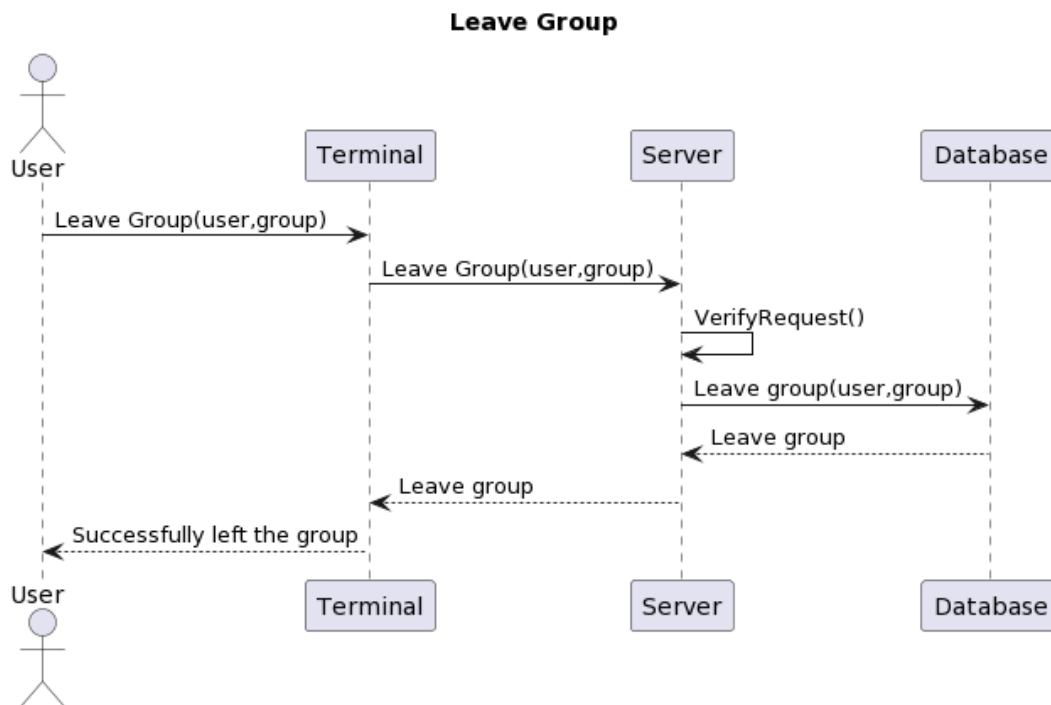 Leave Group
User
Terminal
Server
Database
Leave Group(user,group)
Leave Group(user,group)
VerifyRequest()
Leave group(user,group)
Leave group
Leave group
Successfully left the group
User
Terminal
Server
Database